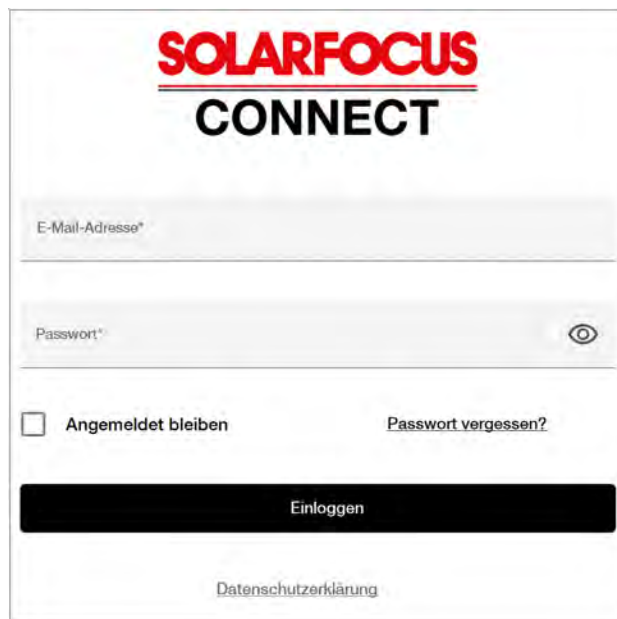 SOLARFOCUS
CONNECT
E-Mail-Adresse*
Passwort*
Angemeldet bleiben Passwort vergessen?
Einloggen
Datenschutzerklärung